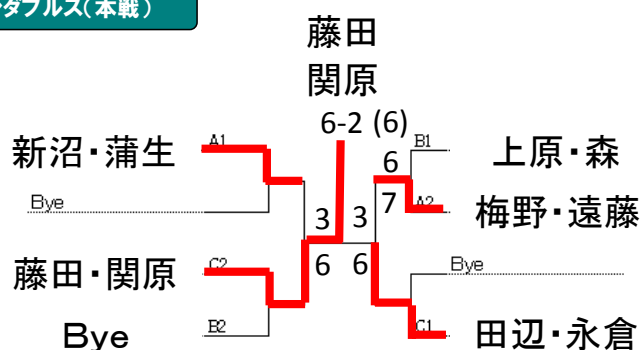 ダブルス(本戦)
藤田
関原
6-2 (6)
新沼・蒲生
A1
6
B1
上原・森
Bye
3
3
7
A2
梅野・遠藤
藤田・関原
C2
6
6
Bye
Bye
B2
C1
田辺・永倉